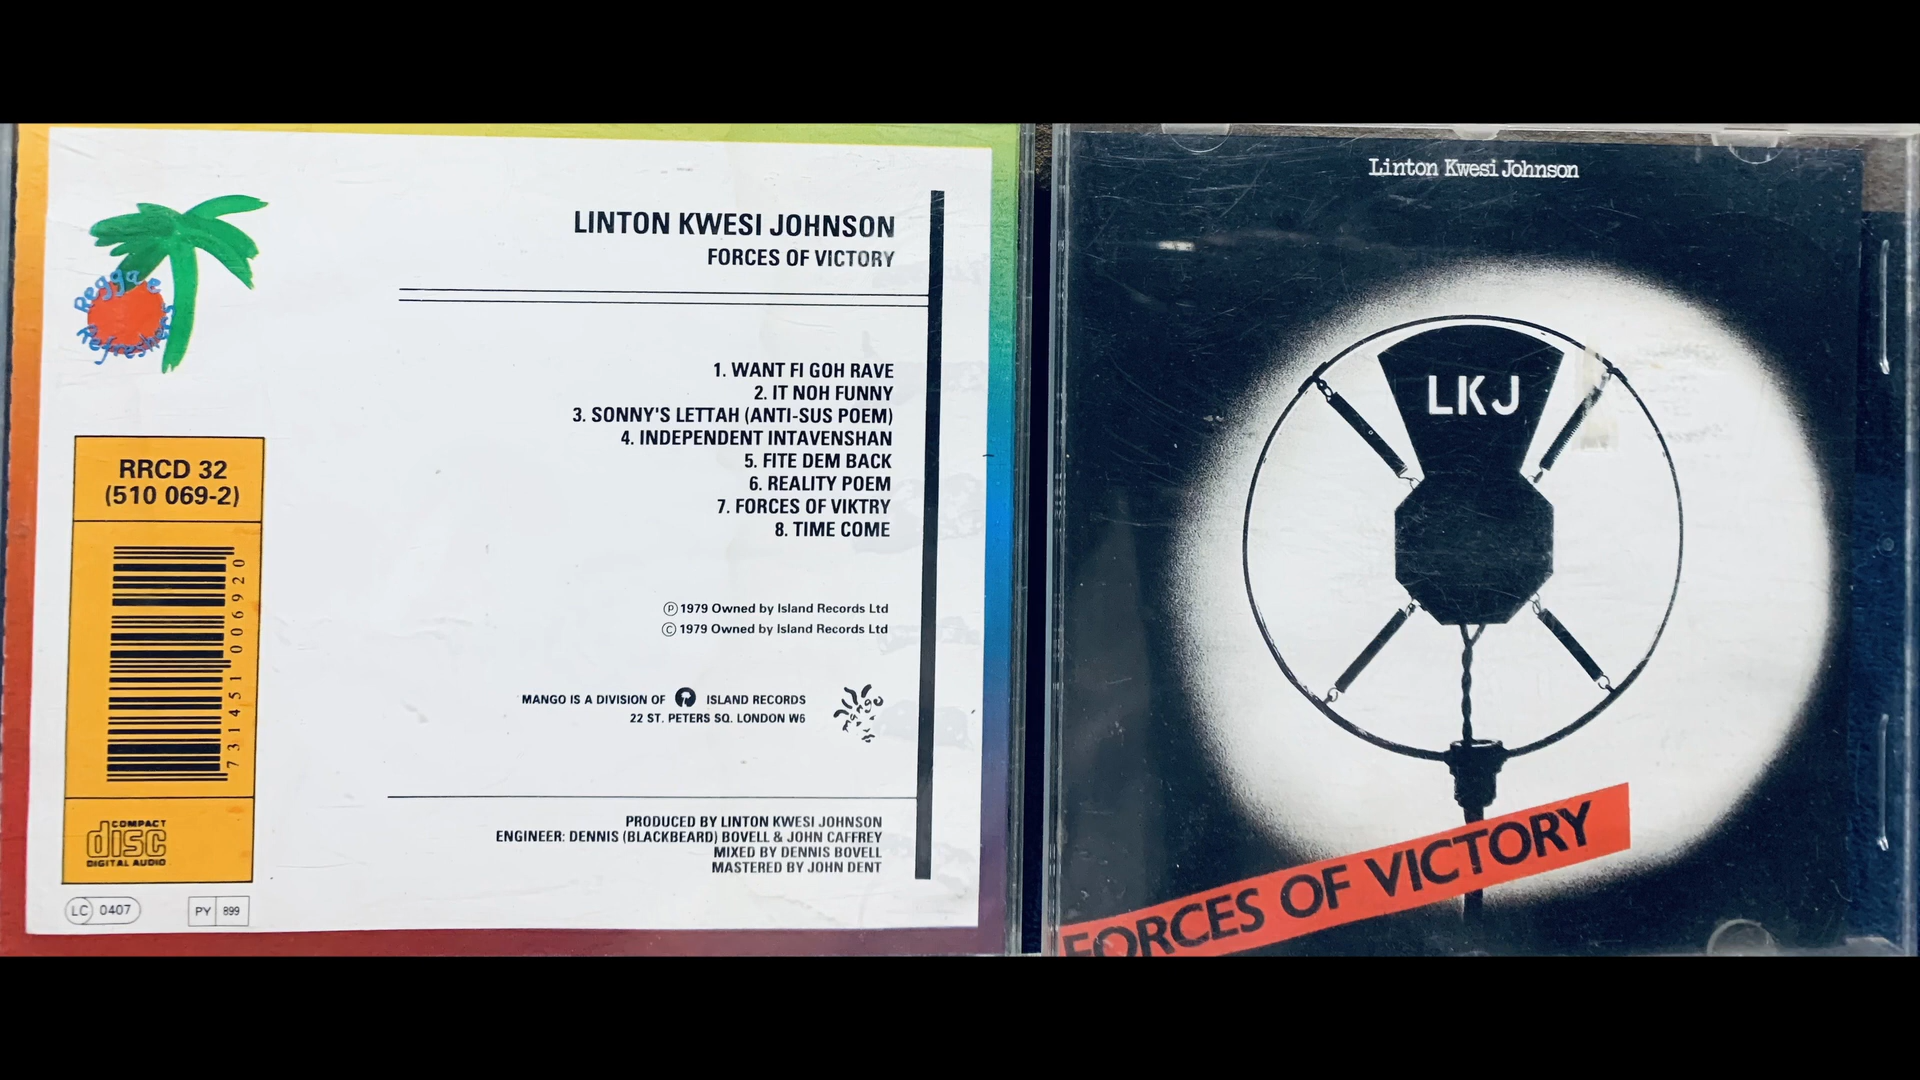 Reggae
Refreshers
LINTON KWESI JOHNSON
FORCES OF VICTORY
1. WANT FI GOH RAVE
2. IT NOH FUNNY
3. SONNY'S LETTAH (ANTI-SUS POEM)
4. INDEPENDENT INTAVENSHAN
5. FITE DEM BACK
6. REALITY POEM
7. FORCES OF VIKTRY
8. TIME COME
RRCD 32
(510 069-2)
7 31451 00692 0
Ⓟ 1979 Owned by Island Records Ltd
© 1979 Owned by Island Records Ltd
MANGO IS A DIVISION OF ISLAND RECORDS
22 ST. PETERS SQ. LONDON W6
mango
PRODUCED BY LINTON KWESI JOHNSON
ENGINEER: DENNIS (BLACKBEARD) BOVELL & JOHN CAFFREY
MIXED BY DENNIS BOVELL
MASTERED BY JOHN DENT
COMPACT
disc
DIGITAL AUDIO
LC 0407
PY 899
Linton Kwesi Johnson
LKJ
FORCES OF VICTORY